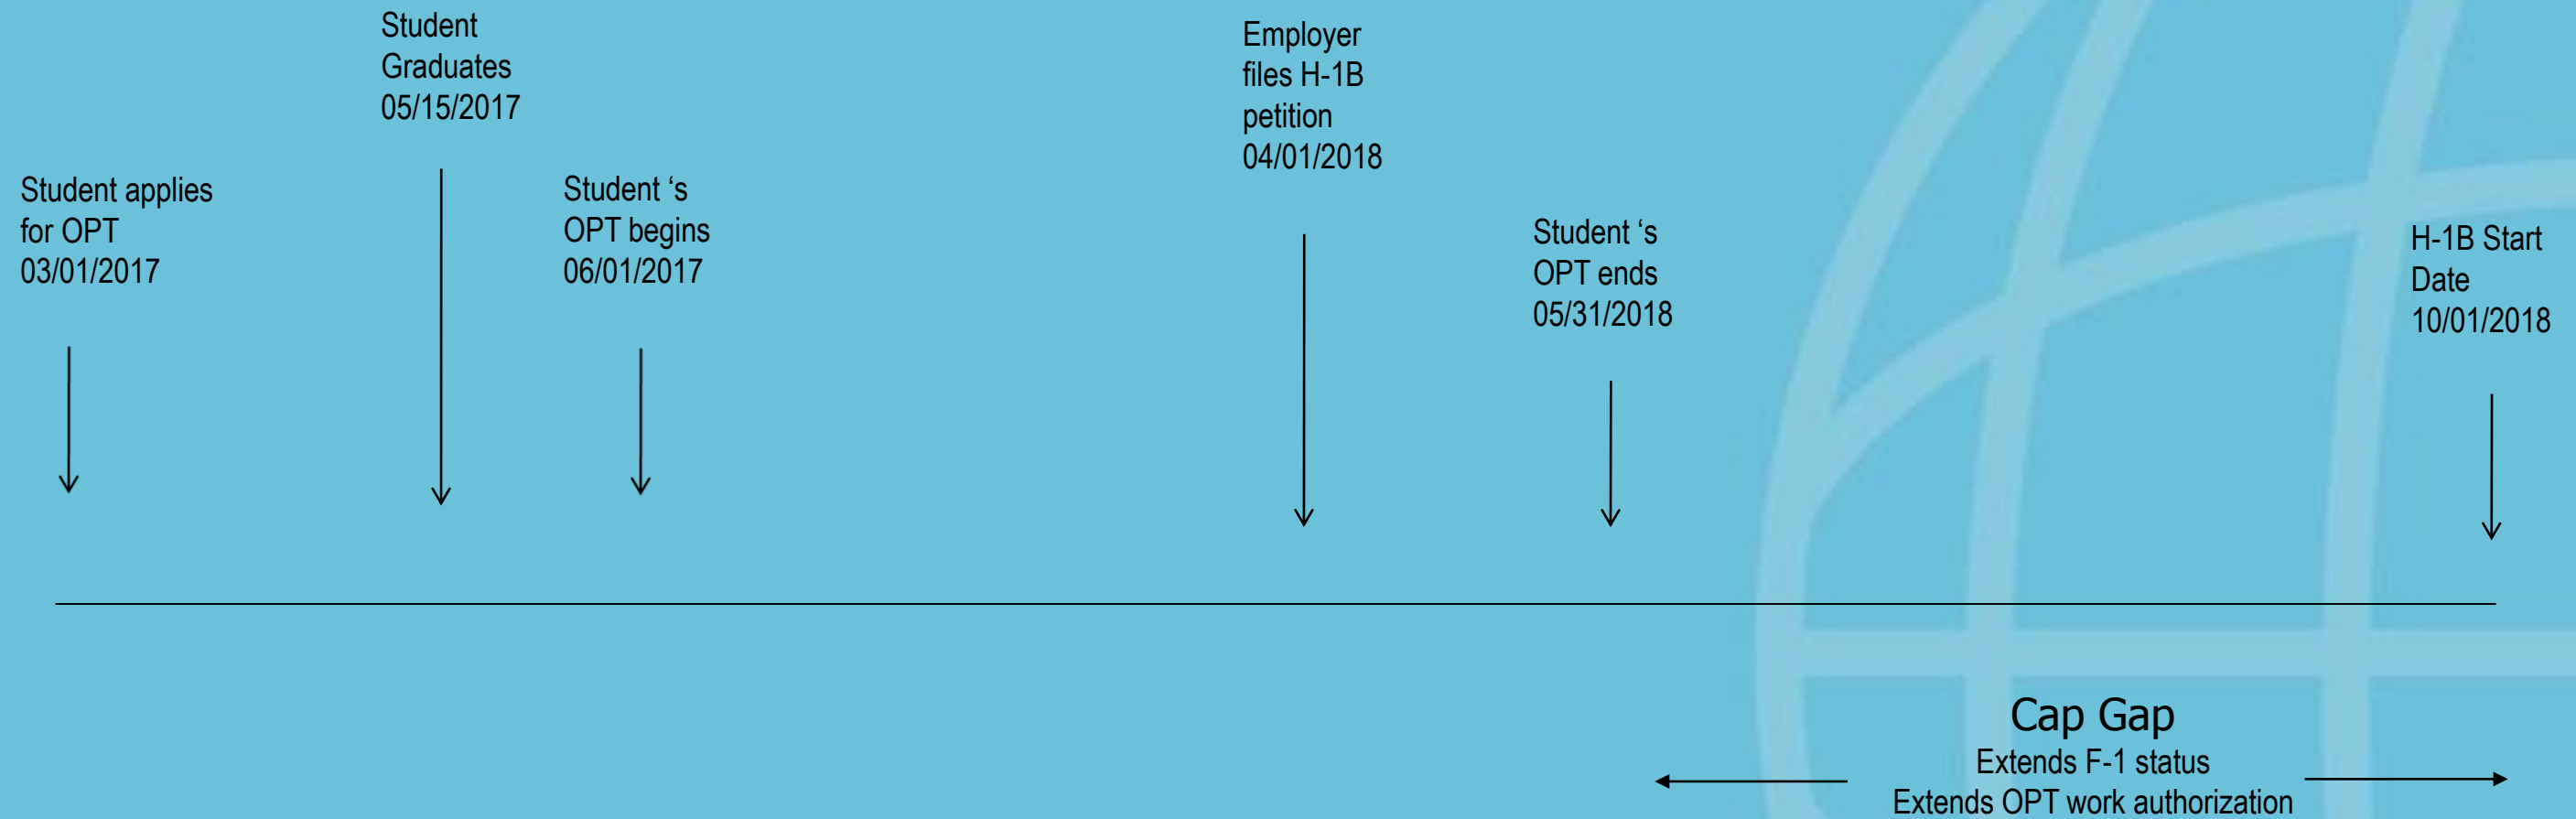 Student applies
for OPT
03/01/2017
Student
Graduates
05/15/2017
Student ‘s
OPT begins
06/01/2017
Employer
files H-1B
petition
04/01/2018
Student ‘s
OPT ends
05/31/2018
H-1B Start
Date
10/01/2018
Cap Gap
Extends F-1 status
Extends OPT work authorization